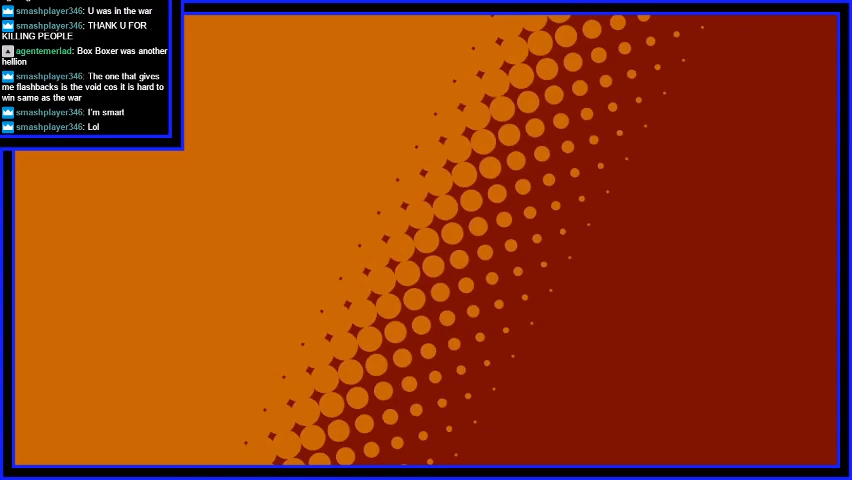 smashplayer346: U was in the war
smashplayer346: THANK U FOR
KILLING PEOPLE
agentemerlad: Box Boxer was another
hellion
smashplayer346: The one that gives
me flashbacks is the void cos it is hard to
win same as the war
smashplayer346: I'm smart
smashplayer346: Lol